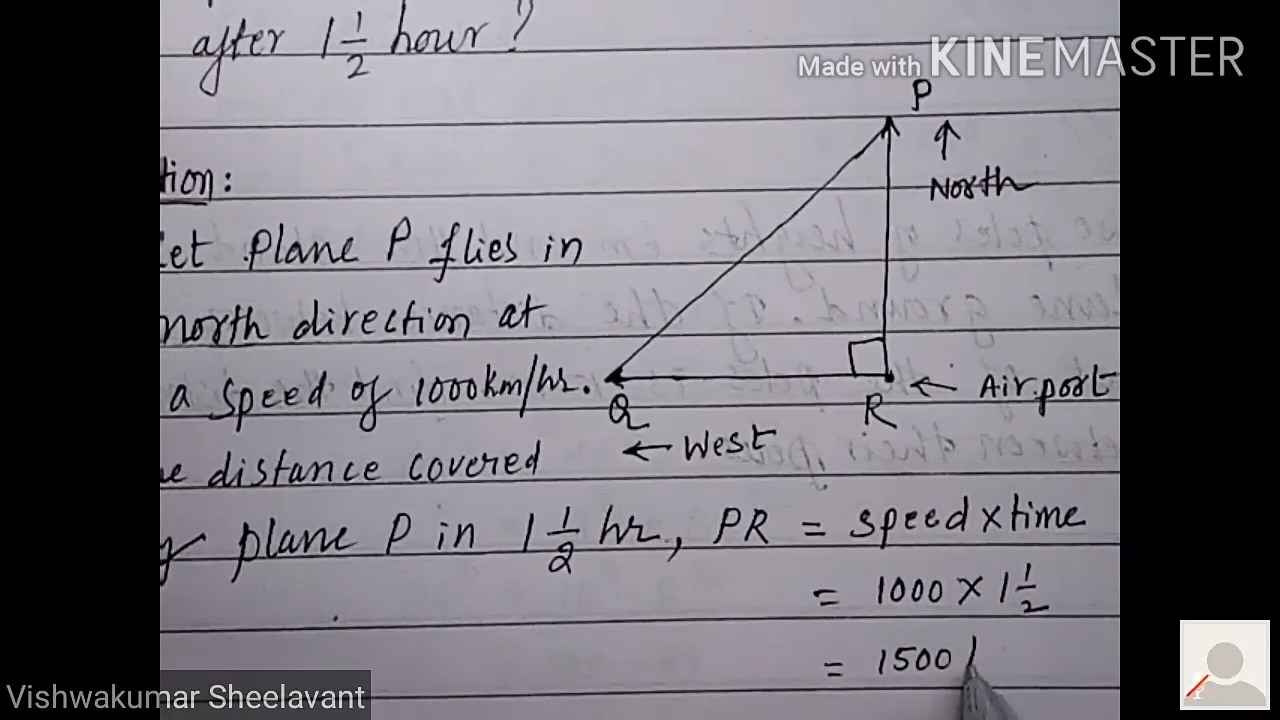 after 1 1/2 hour?
Made with KINEMASTER
P
↑
North
tion:
Let plane P flies in
north direction at
a speed of 1000km/hr.
Q
R
← Airport
← West
e distance covered
y plane P in 1 1/2 hr, PR = speed × time
= 1000 × 1 1/2
= 1500
Vishwakumar Sheelavant